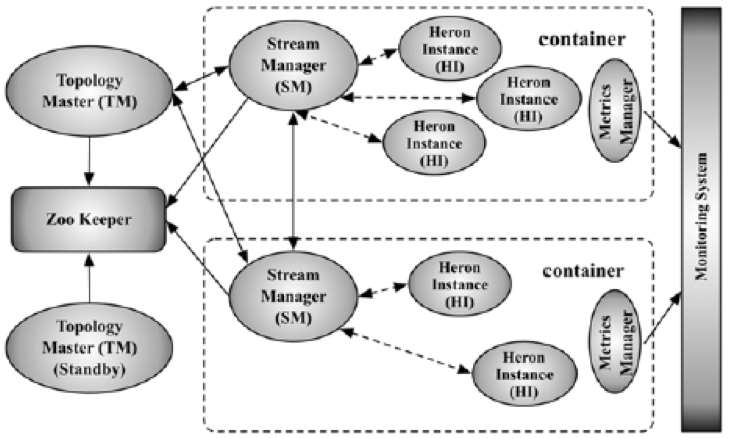 Topology
Master (TM)
Zoo Keeper
Topology
Master (TM)
(Standby)
Stream
Manager
(SM)
Heron
Instance
(HI)
Heron
Instance
(HI)
Heron
Instance
(HI)
container
Metrics
Manager
Stream
Manager
(SM)
Heron
Instance
(HI)
Heron
Instance
(HI)
container
Metrics
Manager
Monitoring System